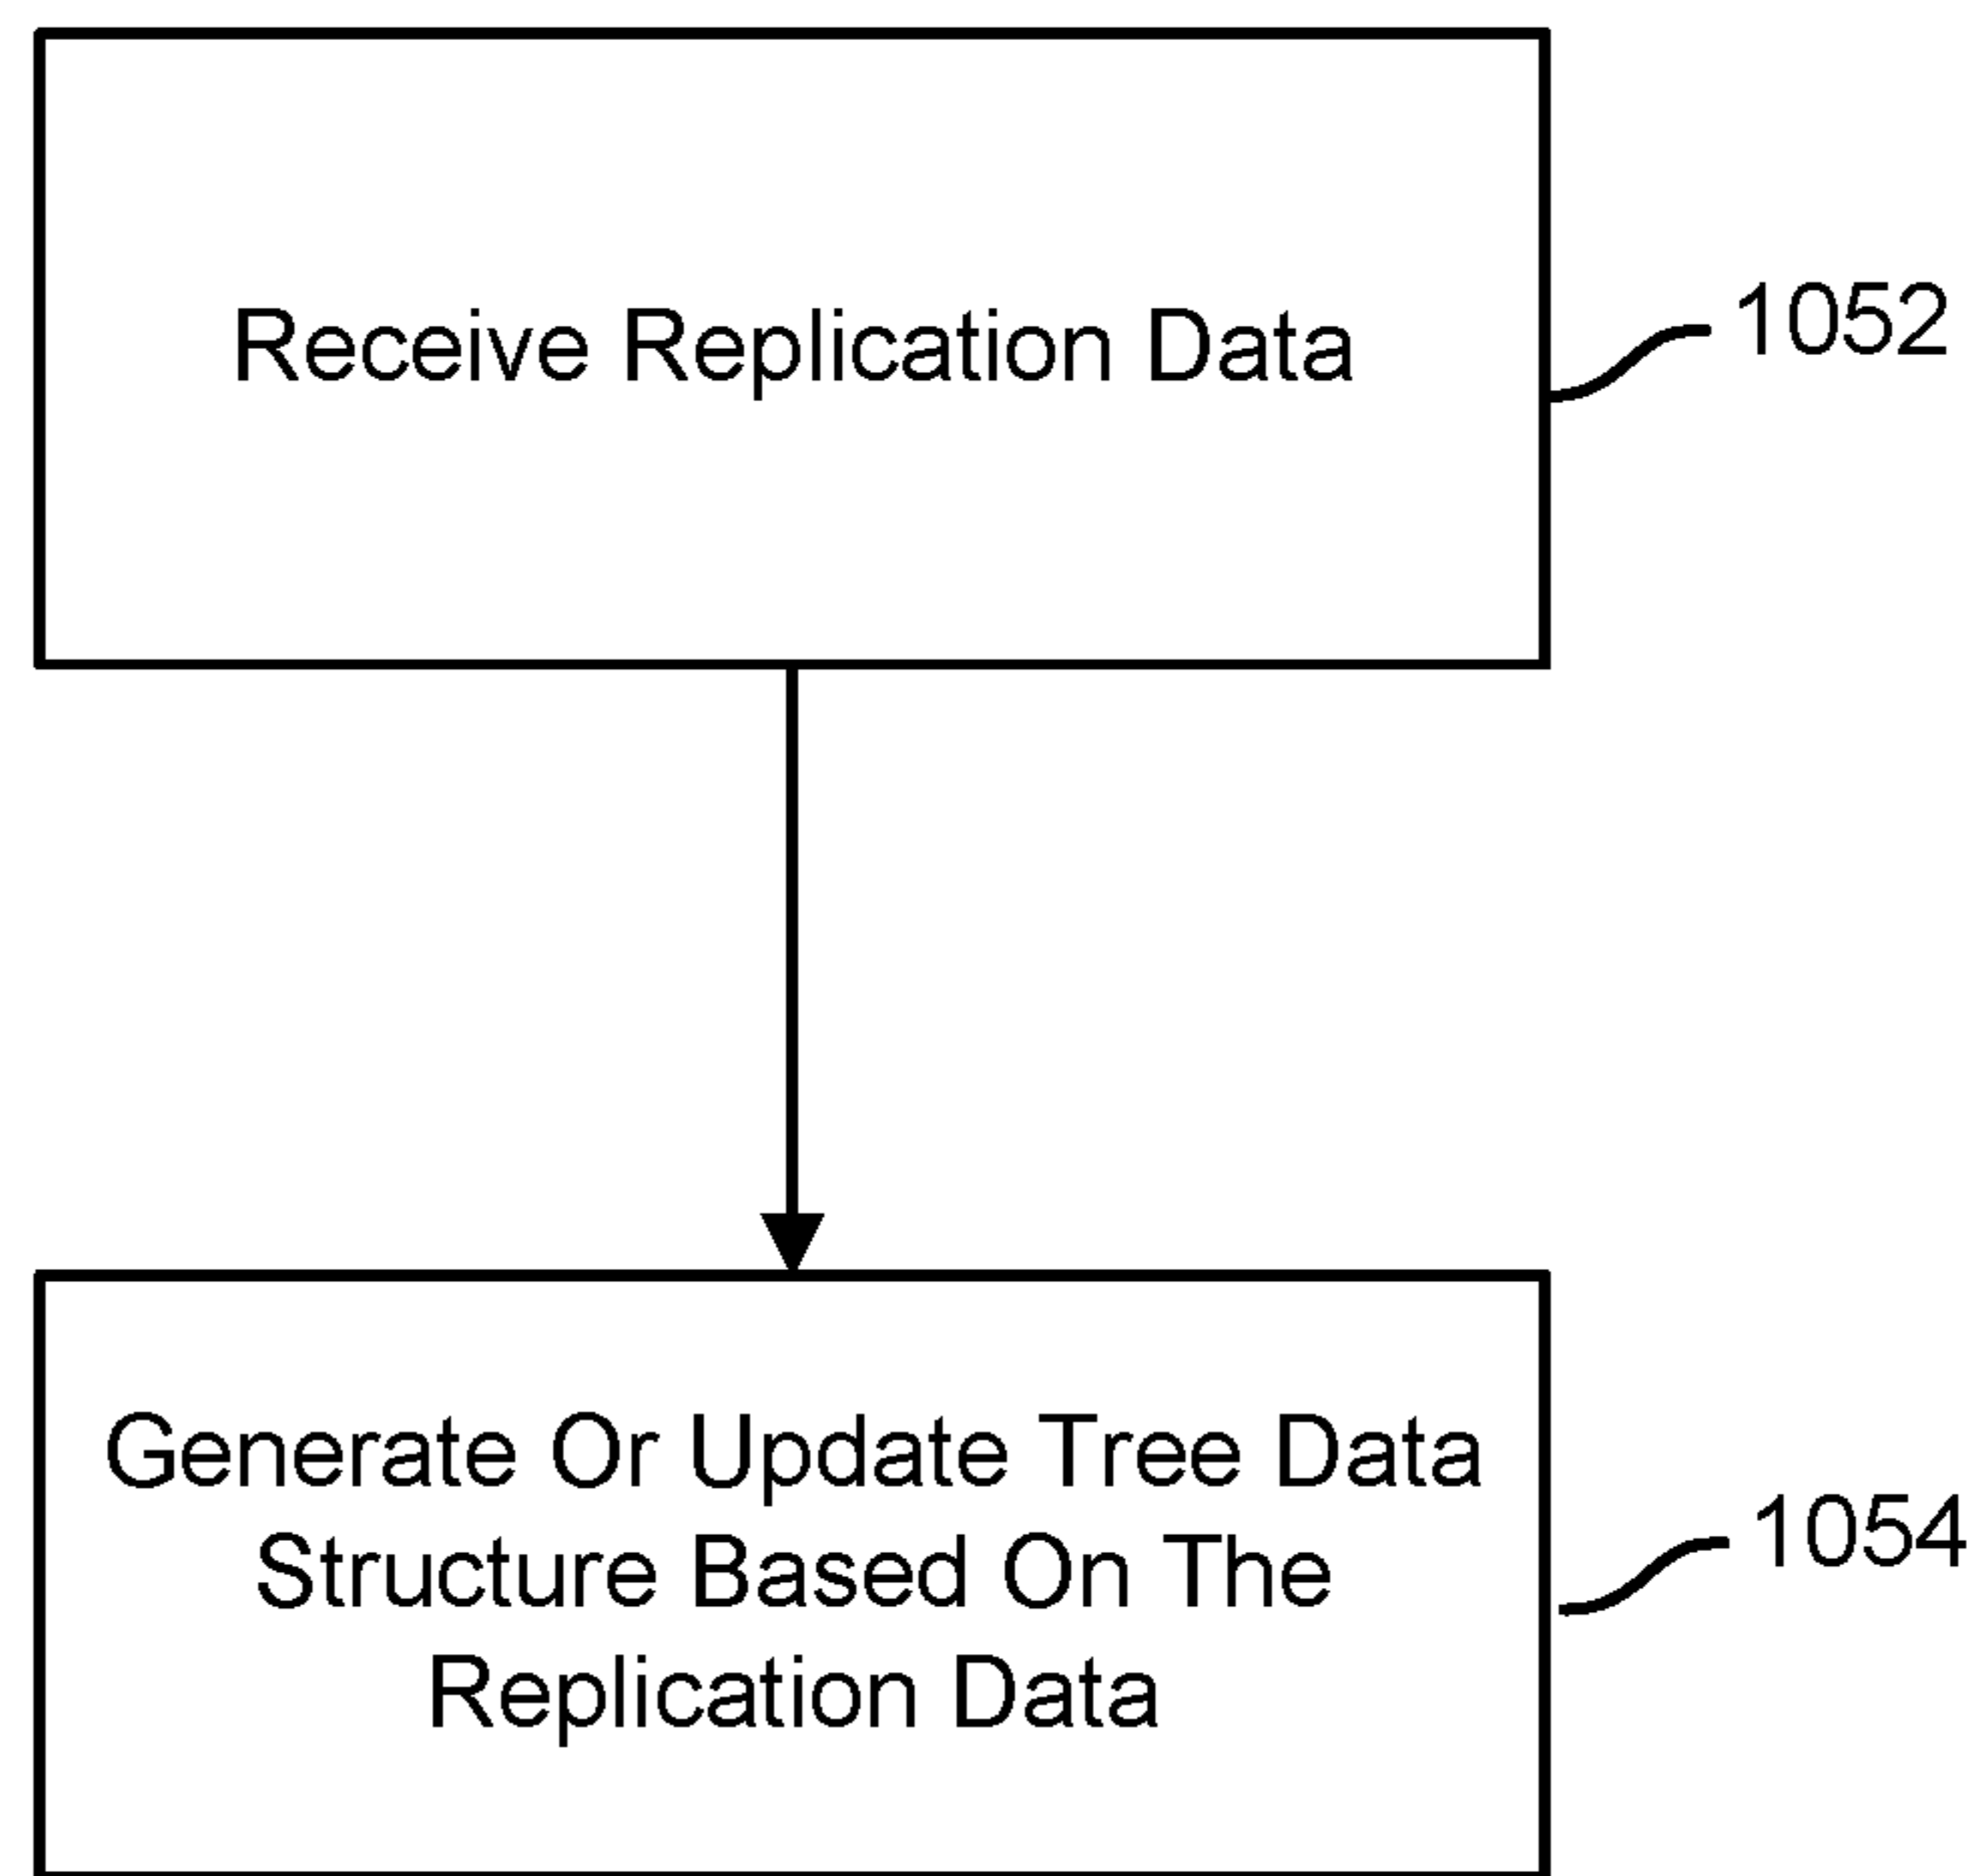 Receive Replication Data
1052
Generate Or Update Tree Data
Structure Based On The
Replication Data
1054